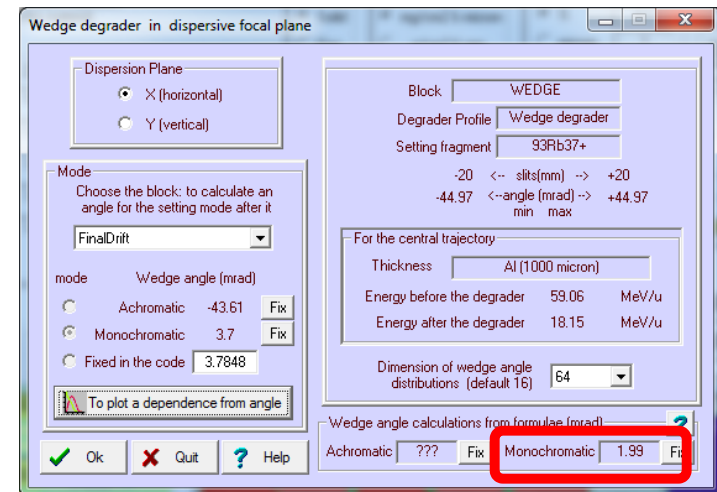 Wedge degrader in dispersive focal plane
Dispersion Plane
X (horizontal)
Y (vertical)
Mode
Choose the block: to calculate an
angle for the setting mode after it
FinalDrift
mode Wedge angle (mrad)
Achromatic -43.61 Fix
Monochromatic 3.7 Fix
Fixed in the code 3.7848
To plot a dependence from angle
Ok Quit ? Help
Block WEDGE
Degrader Profile Wedge degrader
Setting fragment 93Rb37+
-20 <-- slits(mm) --> +20
-44.97 <--angle (mrad) --> +44.97
min max
For the central trajectory
Thickness Al (1000 micron)
Energy before the degrader 59.06 MeV/u
Energy after the degrader 18.15 MeV/u
Dimension of wedge angle
distributions (default 16) 64
Wedge angle calculations from formulae (mrad) ?
Achromatic ??? Fix Monochromatic 1.99